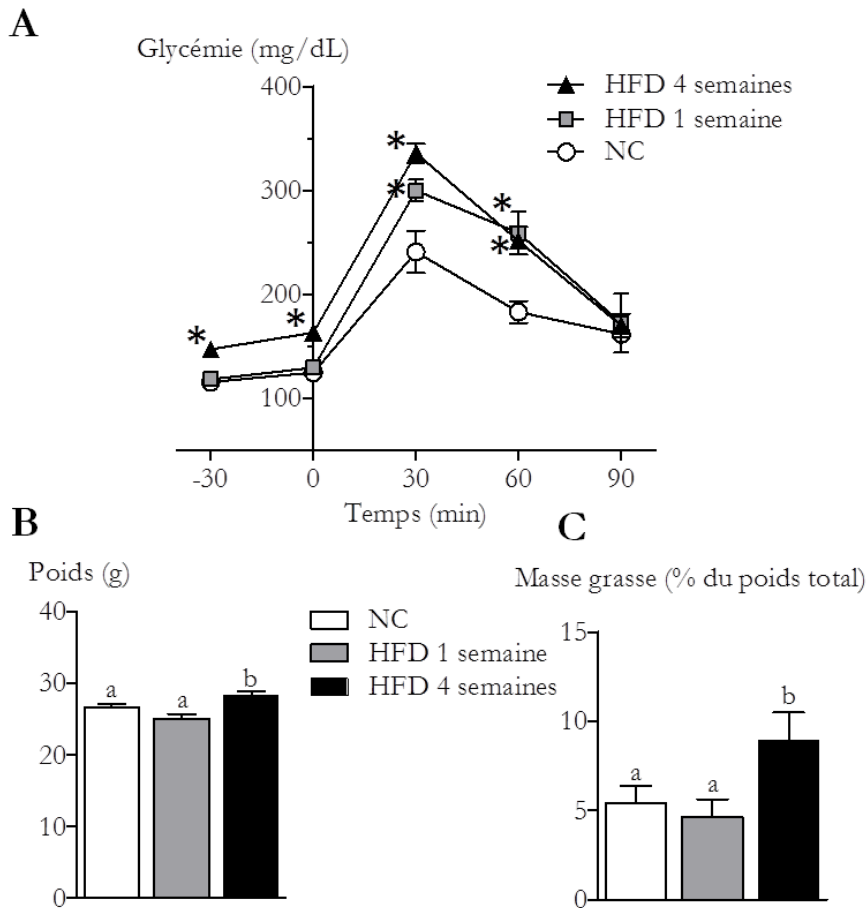 A
Glycémie (mg/dL)
400
300
200
100
HFD 4 semaines
HFD 1 semaine
NC
*
*
*
*
*
*
-30
0
30
60
90
Temps (min)
B
Poids (g)
40
30
20
10
0
a
a
b
NC
HFD 1 semaine
HFD 4 semaines
C
Masse grasse (% du poids total)
15
10
5
0
a
a
b